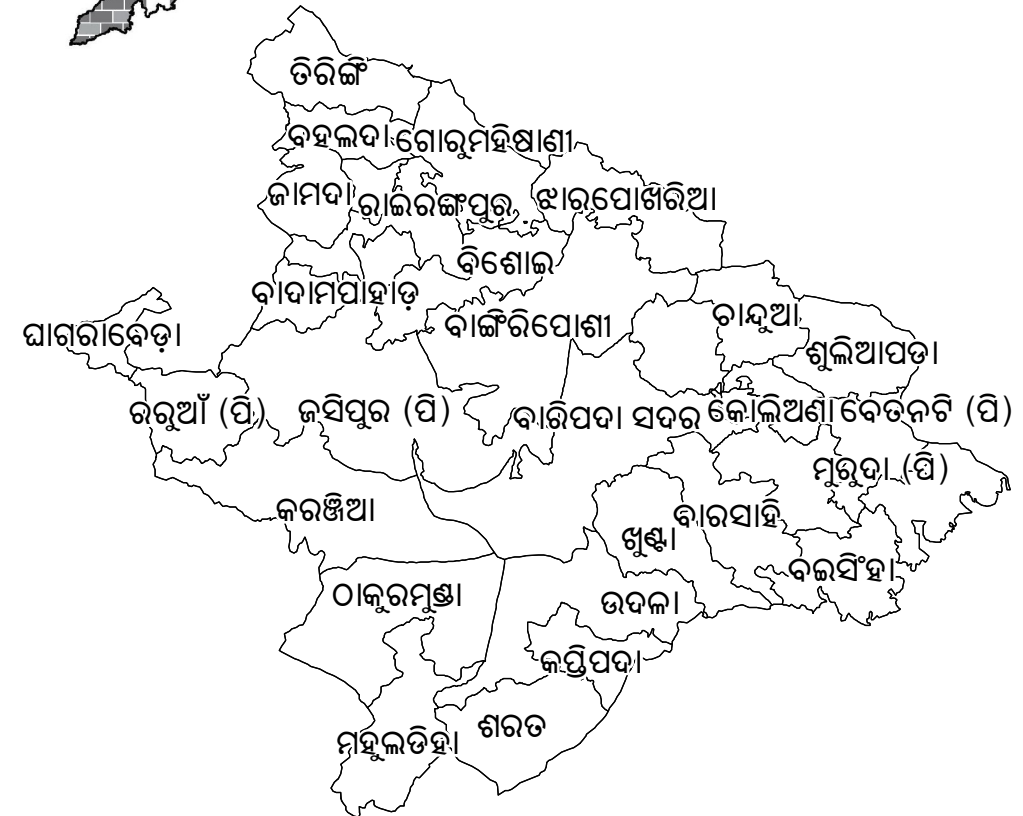 ତିରିଙ୍ଗି
ବହଲଦା
ଗୋରୁମହିଷାଣୀ
ଜାମଦା
ରାଇରଙ୍ଗପୁର
ଝାରପୋଖରିଆ
ବିଶୋଇ
ବାଦାମପାହାଡ଼
ବାଙ୍ଗିରିପୋଶୀ
ଚାନ୍ଦୁଆ
ଘାଗରାବେଡ଼ା
ଶୁଲିଆପଡା
ରରୁଆଁ (ପି)
ଜସିପୁର (ପି)
ବାରିପଦା ସଦର
କୋଲିଅଣା
ବେତନଟି (ପି)
ମୁରୁଦା (ପି)
କରଞ୍ଜିଆ
ବାରସାହି
ଖୁଣ୍ଟା
ବଇସିଂହା
ଠାକୁରମୁଣ୍ଡା
ଉଦଳା
କପ୍ତିପଦା
ଶରତ
ମହୁଲଡିହା